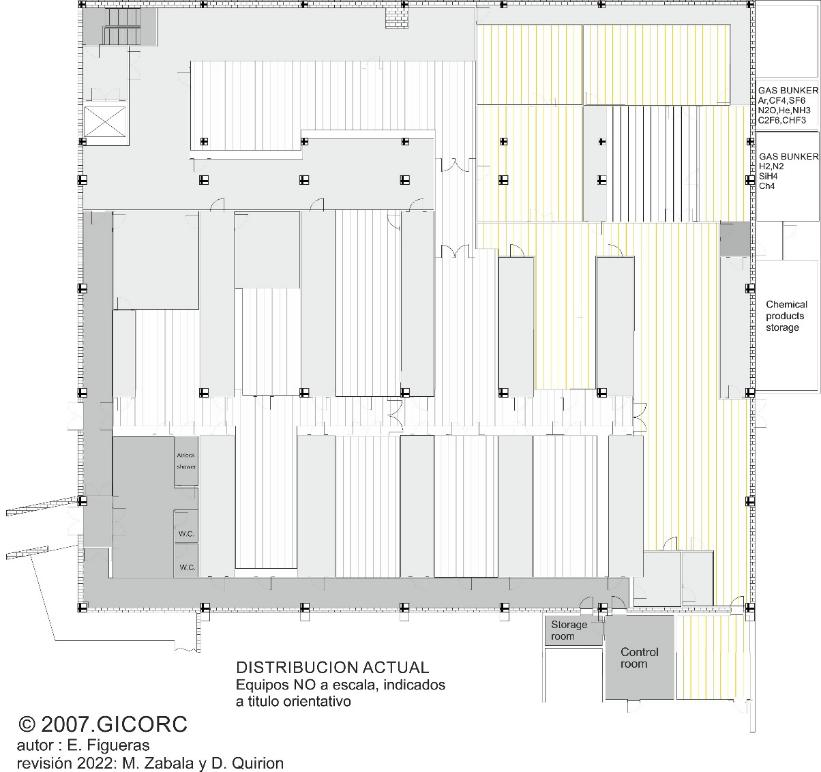 GAS BUNKER
Ar,CF4,SF6
N2O,He,NH3
C2F6,CHF3
GAS BUNKER
H2,N2
SiH4
Ch4
Chemical
products
storage
shower
W.C.
W.C.
Storage
room
Control
room
DISTRIBUCION ACTUAL
Equipos NO a escala, indicados
a titulo orientativo
© 2007.GICORC
autor : E. Figueras
revisión 2022: M. Zabala y D. Quirion